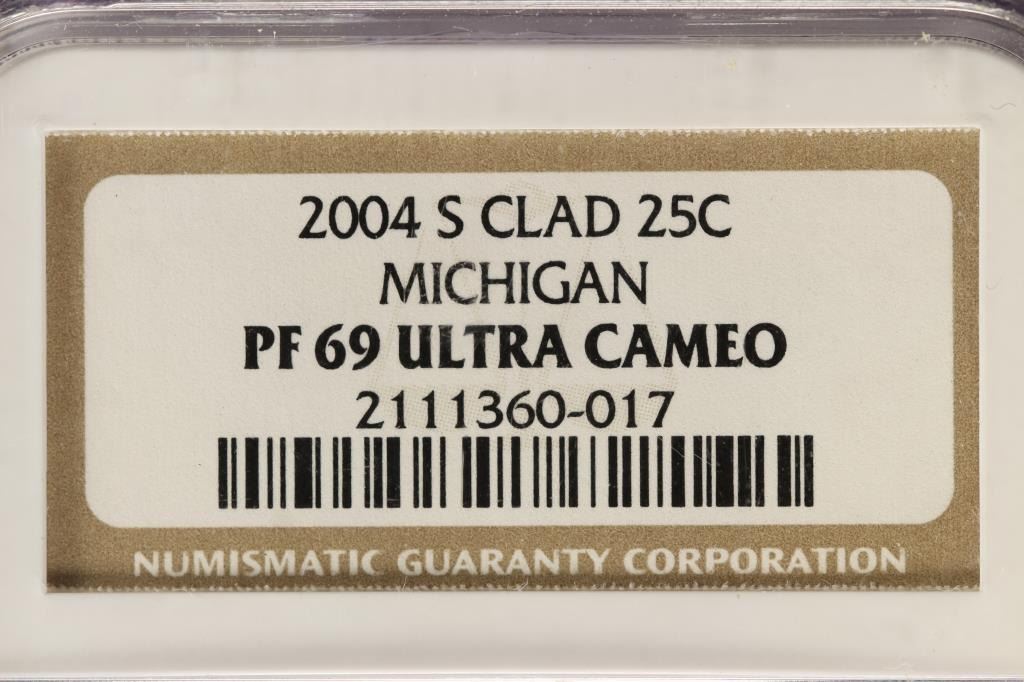 2004 S CLAD 25C
MICHIGAN
PF 69 ULTRA CAMEO
2111360-017
NUMISMATIC GUARANTY CORPORATION